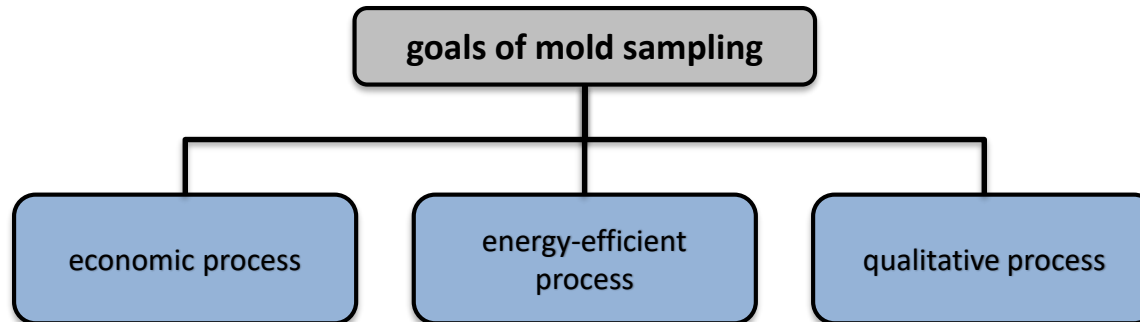 goals of mold sampling
economic process
energy-efficient
process
qualitative process